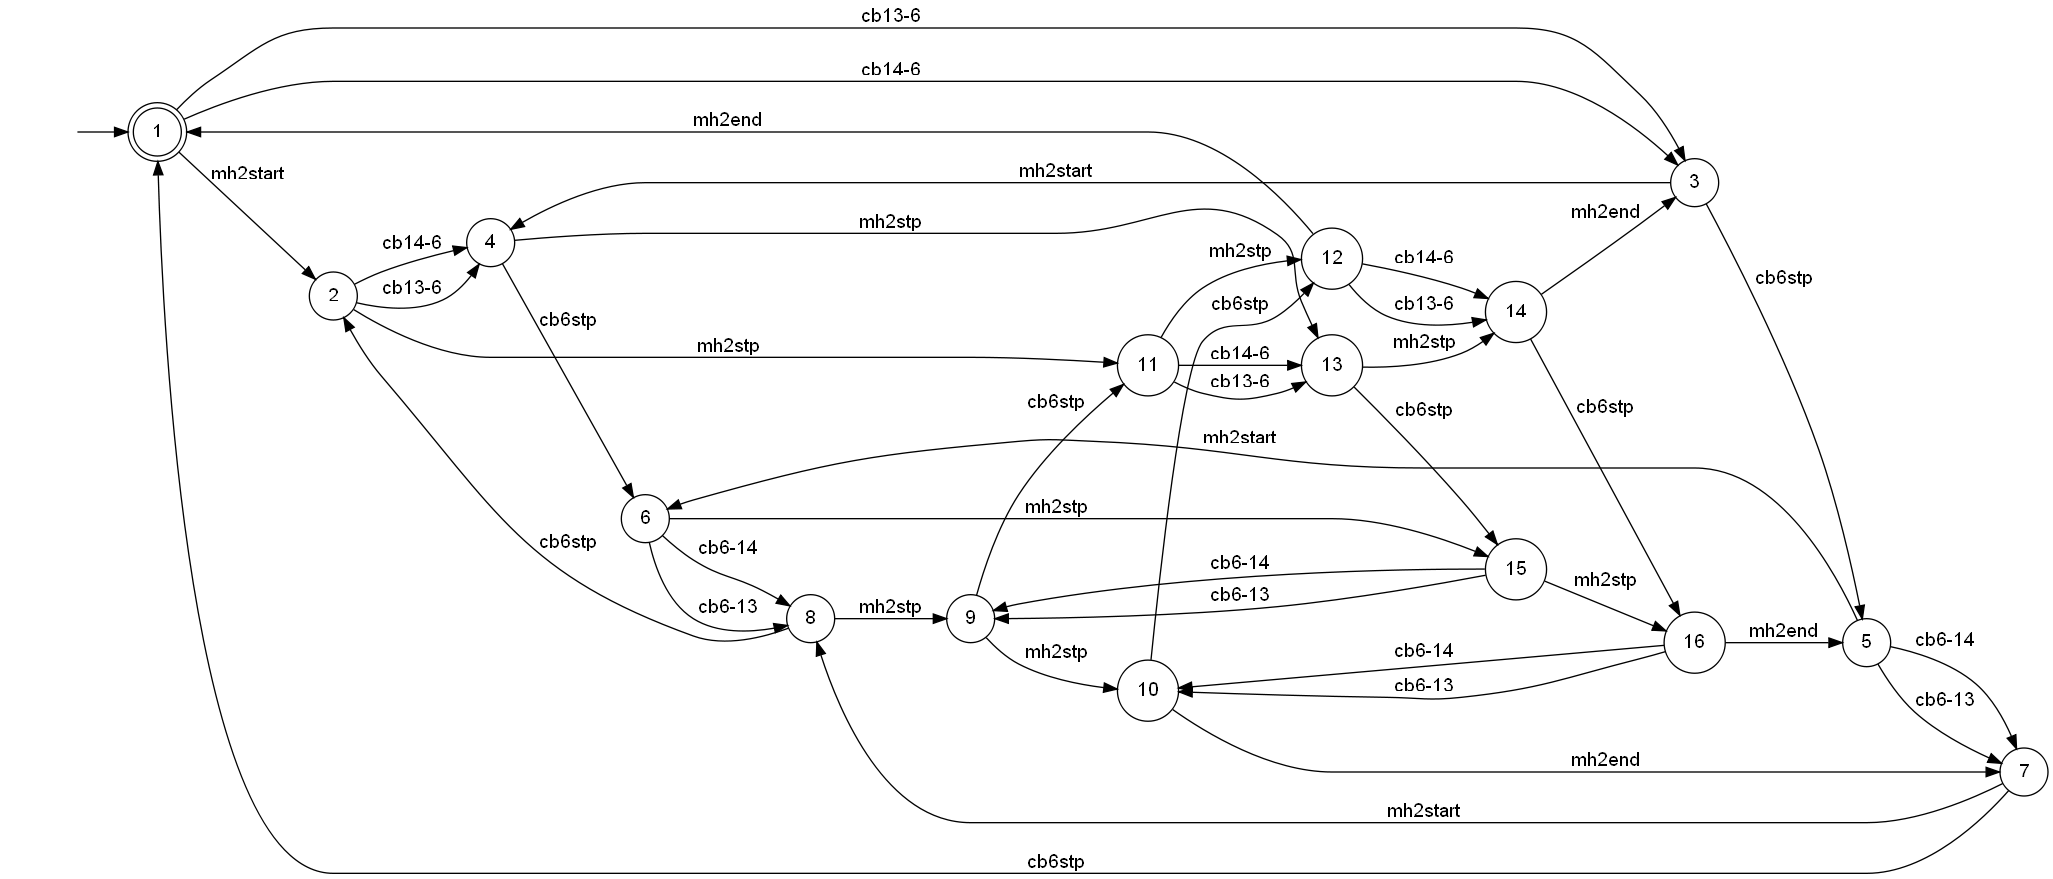 cb13-6
cb14-6
mh2end
1
mh2start
mh2start
3
mh2stp
mh2end
cb14-6
4
mh2stp
12
cb14-6
cb6stp
cb13-6
2
cb6stp
cb13-6
14
cb6stp
mh2stp
mh2stp
11
cb14-6
13
cb13-6
cb6stp
cb6stp
cb6stp
mh2start
6
mh2stp
cb6stp
cb6-14
cb6-14
15
mh2stp
cb6-13
cb6-13
8
mh2stp
9
mh2stp
cb6-14
16
mh2end
5
cb6-14
10
cb6-13
cb6-13
mh2end
7
mh2start
cb6stp